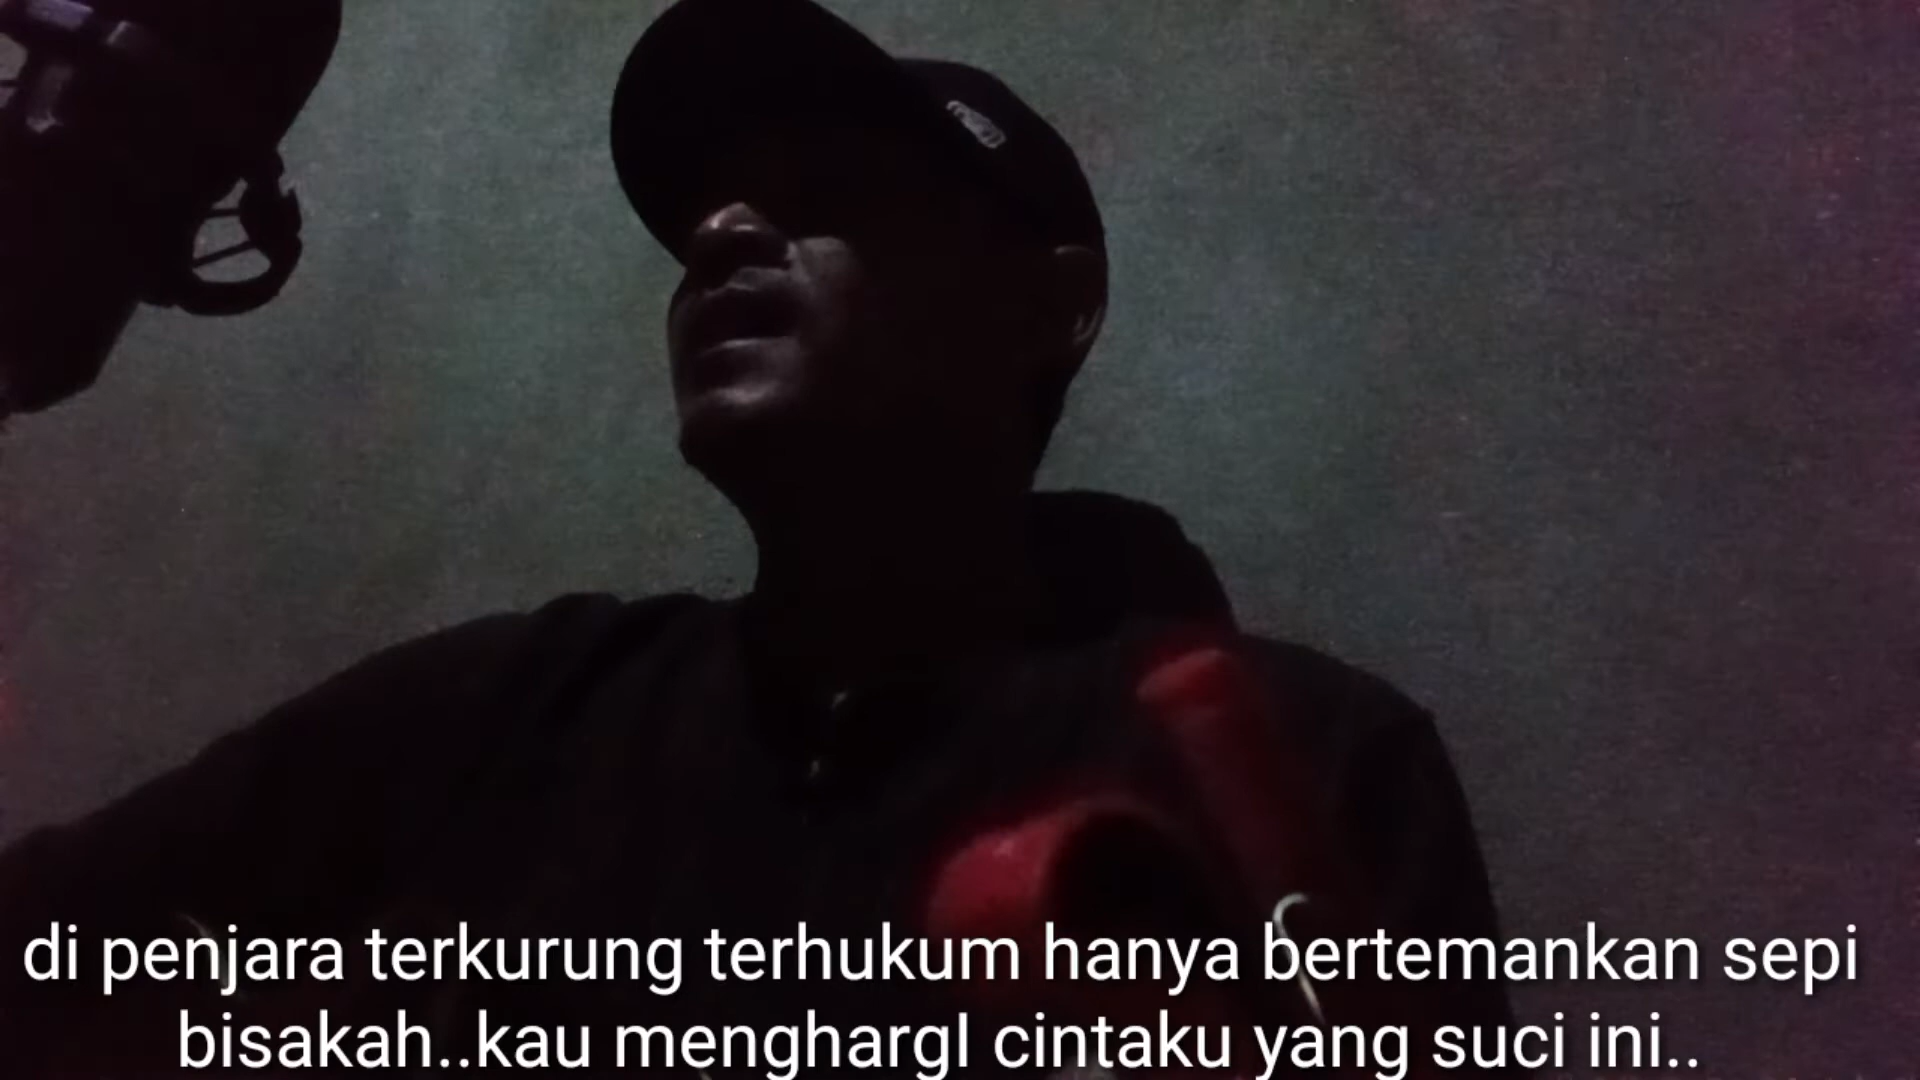 di penjara terkurung terhukum hanya bertemankan sepi
bisakah..kau menghargI cintaku yang suci ini..